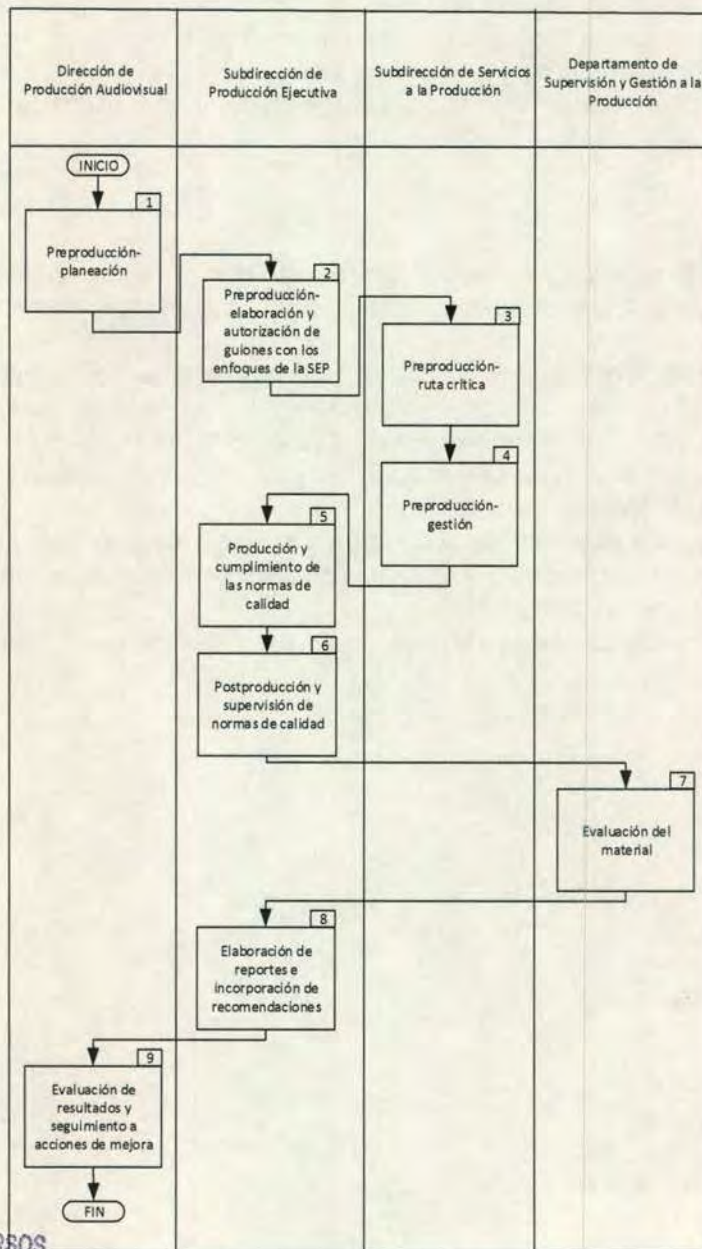 Dirección de
Producción Audiovisual
Subdirección de
Producción Ejecutiva
Subdirección de Servicios
a la Producción
Departamento de
Supervisión y Gestión a la
Producción
INICIO
1
Preproducción-
planeación
2
Preproducción-
elaboración y
autorización de
guiones con los
enfoques de la SEP
3
Preproducción-
ruta crítica
4
Preproducción-
gestión
5
Producción y
cumplimiento de
las normas de
calidad
6
Postproducción y
supervisión de
normas de calidad
7
Evaluación del
material
8
Elaboración de
reportes e
incorporación de
recomendaciones
9
Evaluación de
resultados y
seguimiento a
acciones de mejora
FIN